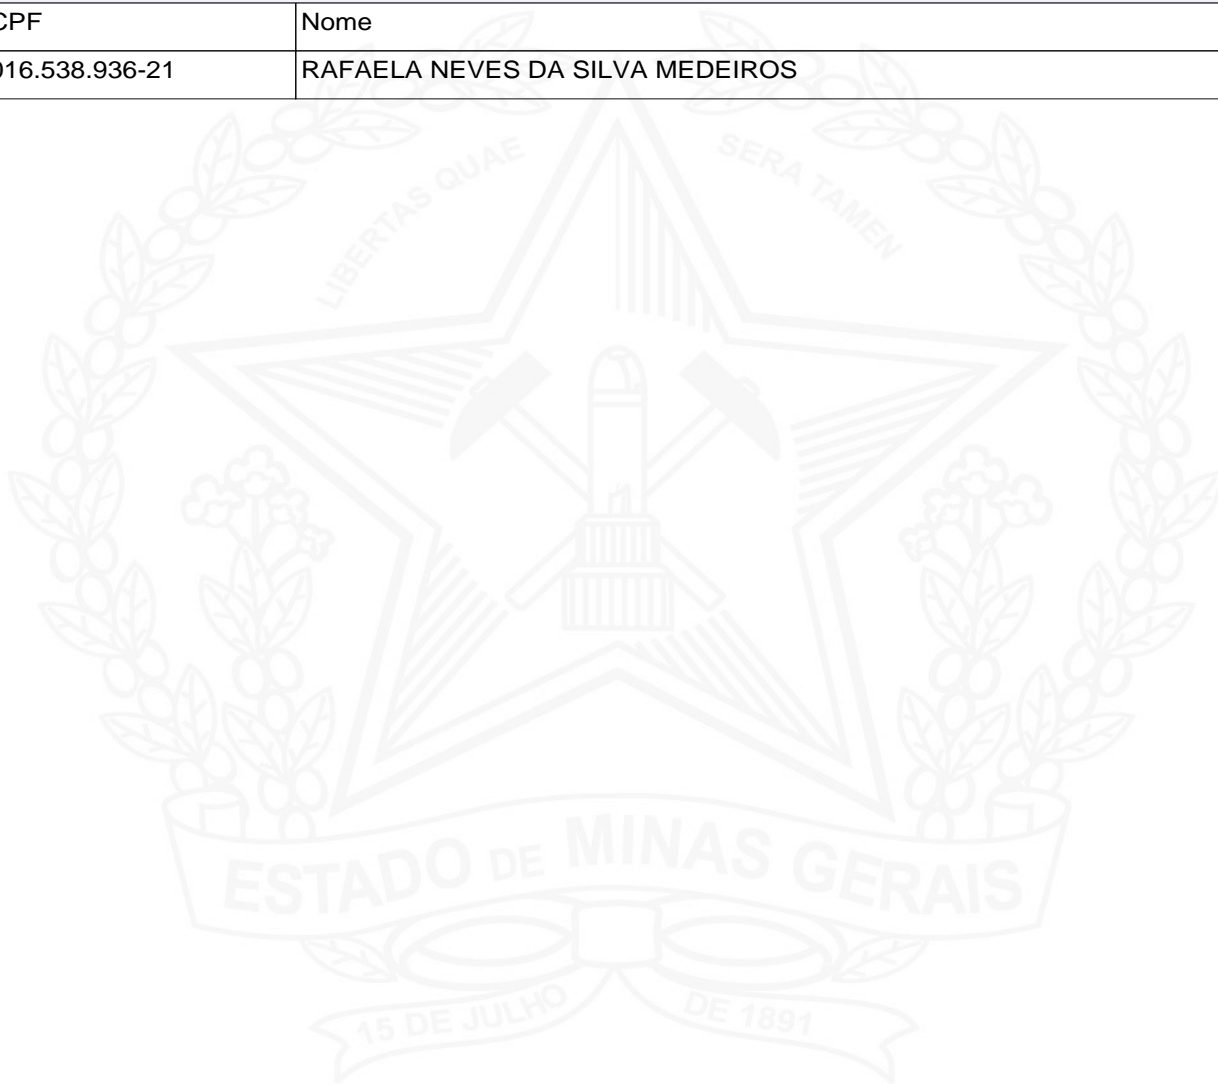 CPF Nome
016.538.936-21 RAFAELA NEVES DA SILVA MEDEIROS
LIBERTAS QUAE SERA TAMEN
ESTADO DE MINAS GERAIS
15 DE JULHO DE 1891